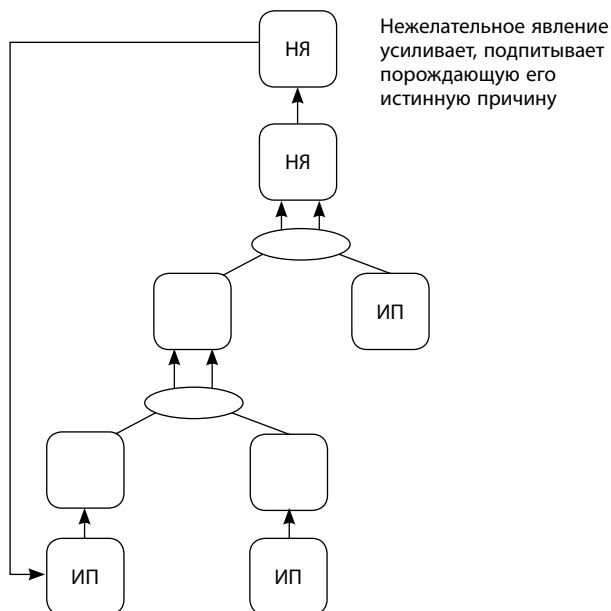 НЯ
Нежелательное явление
усиливает, подпитывает
порождающую его
истинную причину
НЯ
ИП
ИП
ИП